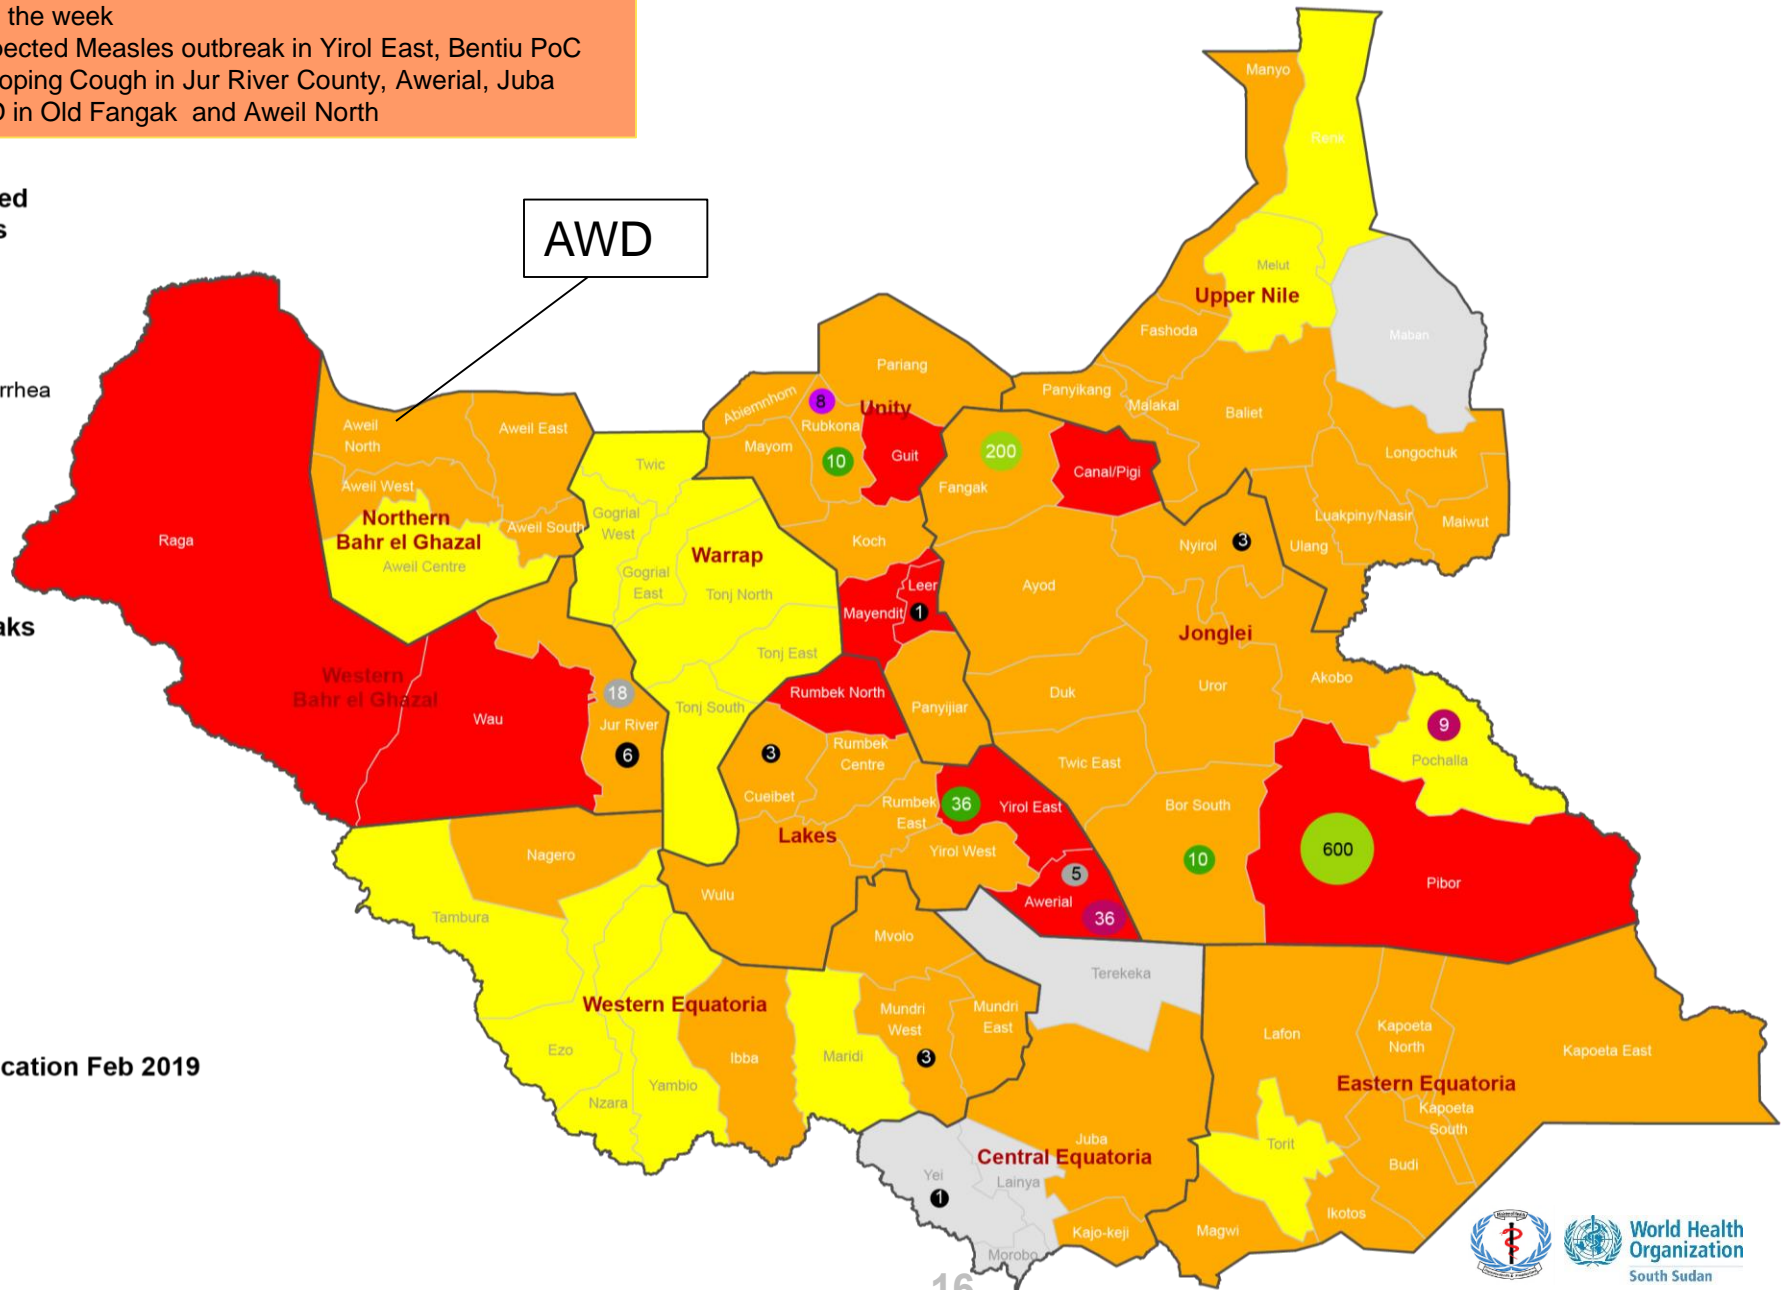 the week
pected Measles outbreak in Yirol East, Bentiu PoC
oping Cough in Jur River County, Awerial, Juba
D in Old Fangak and Aweil North
ed
s
AWD
rrhea
aks
cation Feb 2019
Manyo
Renk
Melut
Upper Nile
Maban
Fashoda
Panyikang
Malakal
Baliet
Longochuk
Luakpiny/Nasir
Maiwut
Ulang
Pariang
Abiemnhom
8
Unity
Rubkona
Mayom
10
Guit
Koch
Leer
Mayendit
1
Panyijiar
200
Fangak
Canal/Pigi
Nyirol
3
Ayod
Jonglei
Akobo
Uror
Duk
Twic East
Bor South
10
9
Pochalla
600
Pibor
Aweil
North
Aweil East
Aweil West
Northern
Bahr el Ghazal
Aweil South
Aweil Centre
Raga
Western
Bahr el Ghazal
Wau
18
Jur River
6
Twic
Gogrial
West
Warrap
Gogrial
East
Tonj North
Tonj East
Tonj South
Rumbek North
3
Rumbek
Centre
Cueibet
Rumbek
East
36
Yirol East
Lakes
Yirol West
Wulu
5
Awerial
36
Nagero
Tambura
Western Equatoria
Ezo
Nzara
Yambio
Ibba
Maridi
Mvolo
Mundri
West
Mundri
East
3
Terekeka
Juba
Central Equatoria
Yei
1
Lainya
Morobo
Kajo-keji
Lafon
Kapoeta
North
Kapoeta East
Eastern Equatoria
Kapoeta
South
Torit
Budi
Ikotos
Magwi
World Health
Organization
South Sudan
16